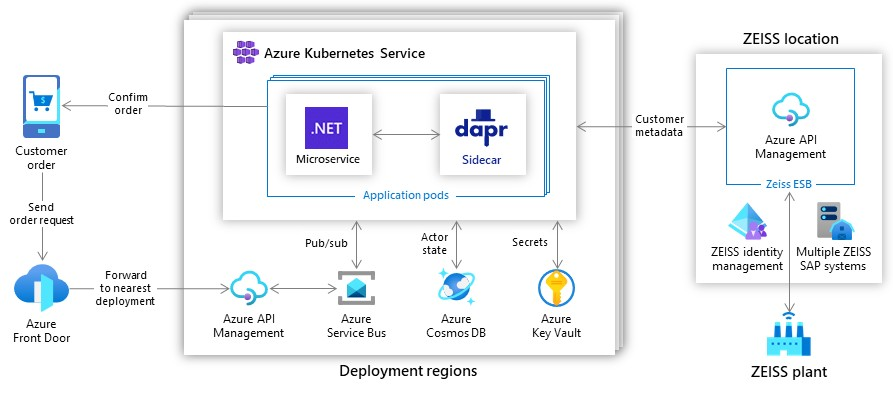 ZEISS location
Azure Kubernetes Service
Confirm
order
.NET
Microservice
dapr
Sidecar
Application pods
Customer
metadata
Azure API
Management
Zeiss ESB
Customer
order
Send
order request
Pub/sub
Actor
state
Secrets
ZEISS identity
management
Multiple ZEISS
SAP systems
Forward
to nearest
deployment
Azure
Front Door
Azure API
Management
Azure
Service Bus
Azure
Cosmos DB
Azure
Key Vault
Deployment regions
ZEISS plant